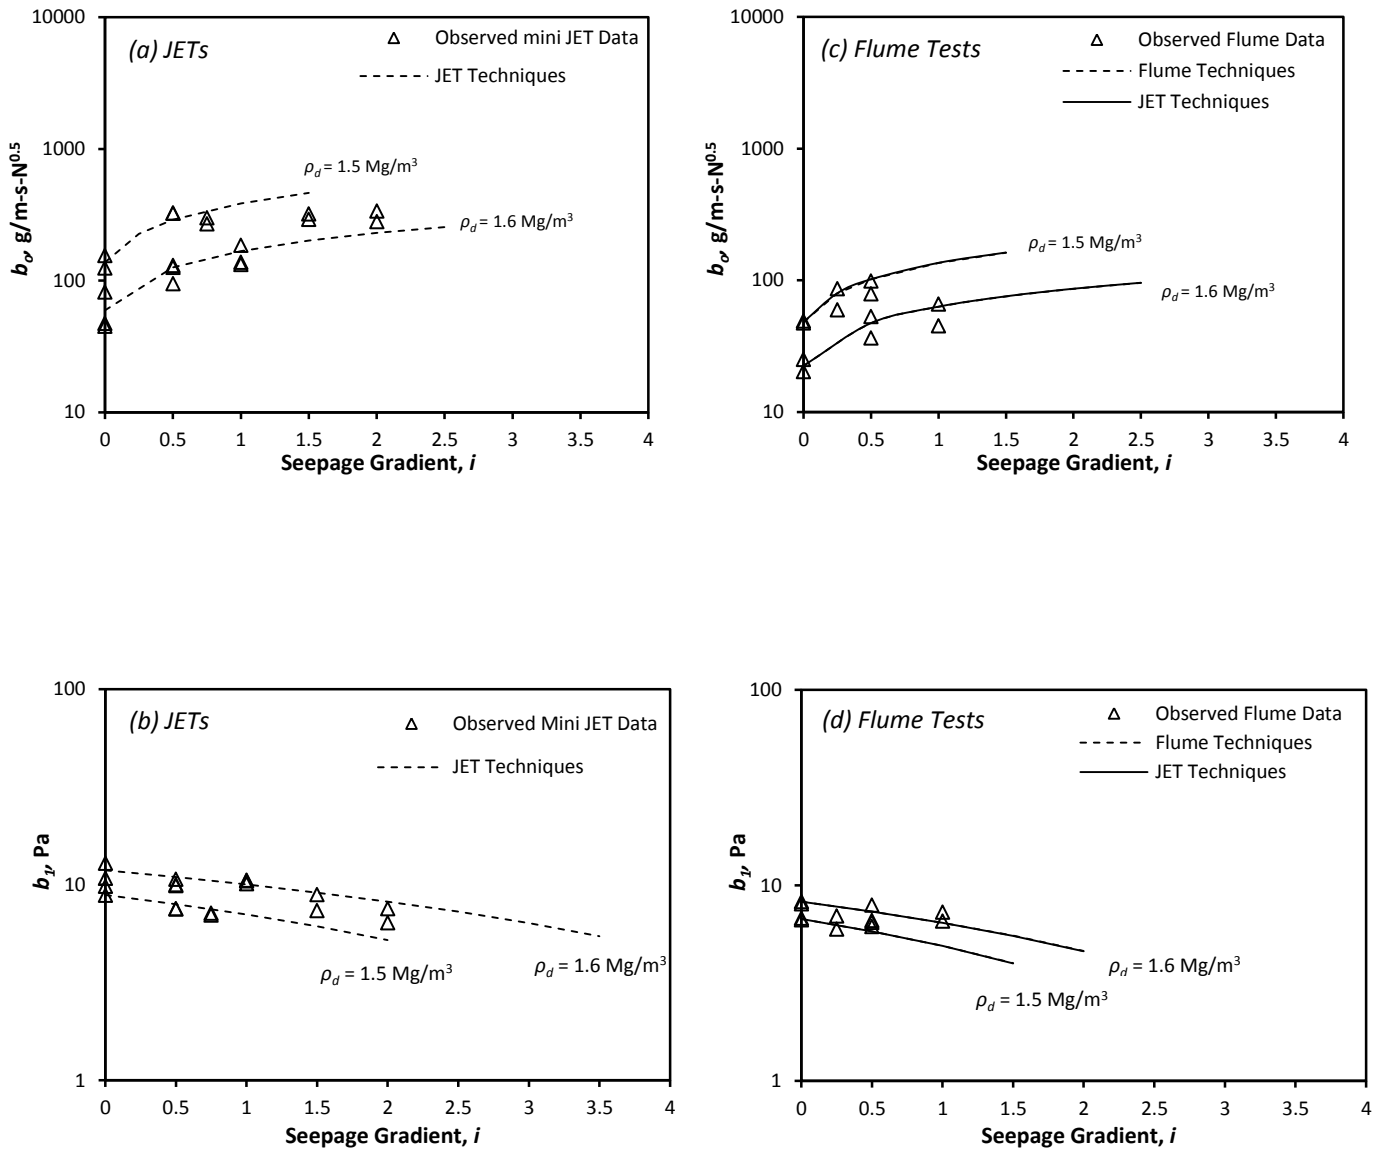 (a) JETs
Observed mini JET Data
JET Techniques
ρd = 1.5 Mg/m3
ρd = 1.6 Mg/m3
10000
1000
100
10
bo, g/m-s-N0.5
0 0.5 1 1.5 2 2.5 3 3.5 4
Seepage Gradient, i
(c) Flume Tests
Observed Flume Data
Flume Techniques
JET Techniques
ρd = 1.5 Mg/m3
ρd = 1.6 Mg/m3
10000
1000
100
10
bo, g/m-s-N0.5
0 0.5 1 1.5 2 2.5 3 3.5 4
Seepage Gradient, i
(b) JETs
Observed Mini JET Data
JET Techniques
ρd = 1.5 Mg/m3
ρd = 1.6 Mg/m3
100
10
1
b1, Pa
0 0.5 1 1.5 2 2.5 3 3.5 4
Seepage Gradient, i
(d) Flume Tests
Observed Flume Data
Flume Techniques
JET Techniques
ρd = 1.6 Mg/m3
ρd = 1.5 Mg/m3
100
10
1
b1, Pa
0 0.5 1 1.5 2 2.5 3 3.5 4
Seepage Gradient, i